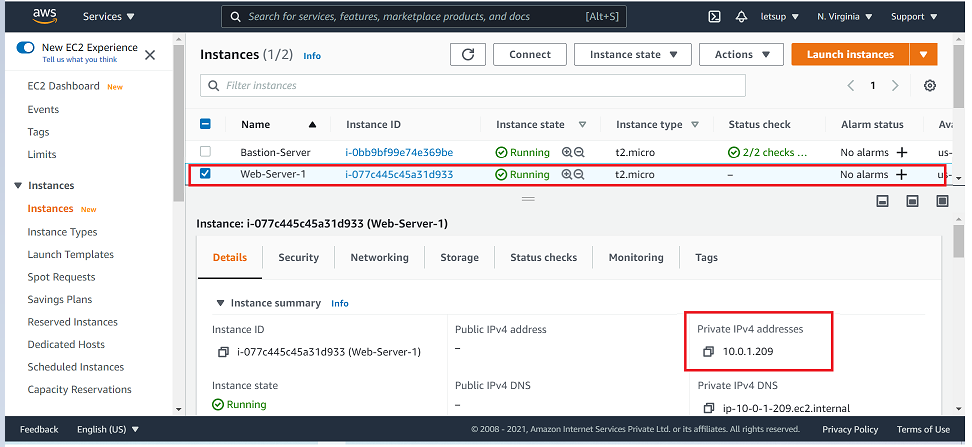 aws Services ▼ Search for services, features, marketplace products, and docs [Alt+S] letsup ▼ N. Virginia ▼ Support ▼
New EC2 Experience
Tell us what you think
EC2 Dashboard New
Events
Tags
Limits
Instances
Instances New
Instance Types
Launch Templates
Spot Requests
Savings Plans
Reserved Instances
Dedicated Hosts
Scheduled Instances
Capacity Reservations
Instances (1/2) Info Connect Instance state ▼ Actions ▼ Launch instances ▼
Filter instances 1
Name ▲ Instance ID Instance state Instance type Status check Alarm status Ava
Bastion-Server i-0bb9bf99e74e369be Running t2.micro 2/2 checks ... No alarms + us-
Web-Server-1 i-077c445c45a31d933 Running t2.micro – No alarms + us-
Instance: i-077c445c45a31d933 (Web-Server-1)
Details Security Networking Storage Status checks Monitoring Tags
▼ Instance summary Info
Instance ID Public IPv4 address Private IPv4 addresses
i-077c445c45a31d933 (Web-Server-1) – 10.0.1.209
Instance state Public IPv4 DNS Private IPv4 DNS
Running – ip-10-0-1-209.ec2.internal
Feedback English (US) ▼ © 2008 - 2021, Amazon Internet Services Private Ltd. or its affiliates. All rights reserved. Privacy Policy Terms of Use